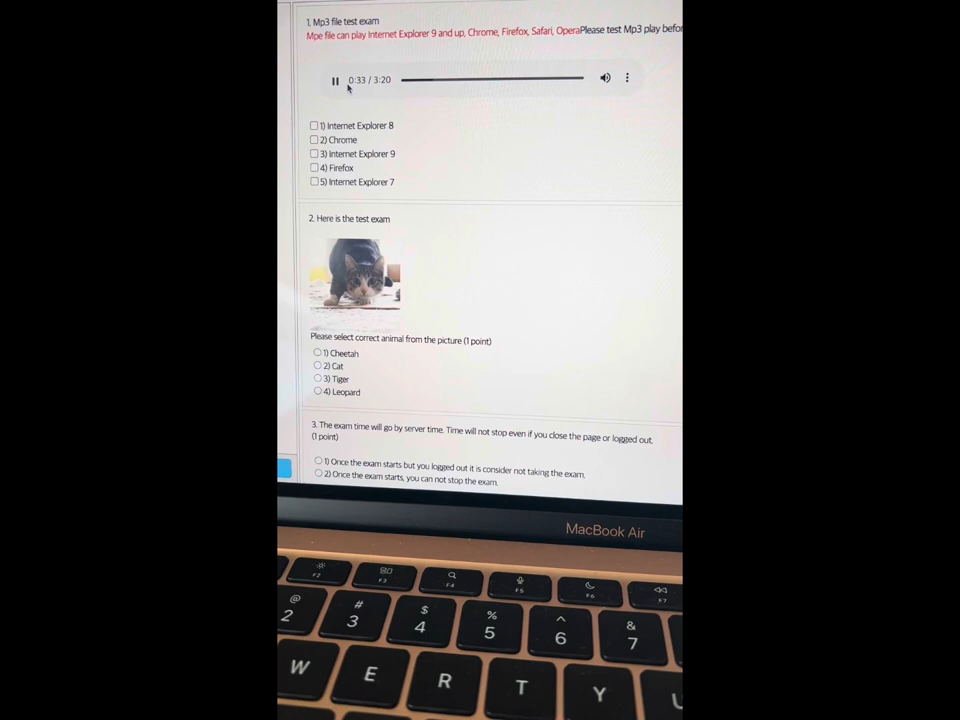 1. Mp3 file test exam
Mpe file can play Internet Explorer 9 and up, Chrome, Firefox, Safari, OperaPlease test Mp3 play befor
0:33 / 3:20
1) Internet Explorer 8
2) Chrome
3) Internet Explorer 9
4) Firefox
5) Internet Explorer 7
2. Here is the test exam
Please select correct animal from the picture (1 point)
1) Cheetah
2) Cat
3) Tiger
4) Leopard
3. The exam time will go by server time. Time will not stop even if you close the page or logged out.
(1 point)
1) Once the exam starts but you logged out it is consider not taking the exam.
2) Once the exam starts, you can not stop the exam.
MacBook Air
F2 F3 F4 F5 F6 F7
@ # $ % ^ &
2 3 4 5 6 7
W E R T Y U